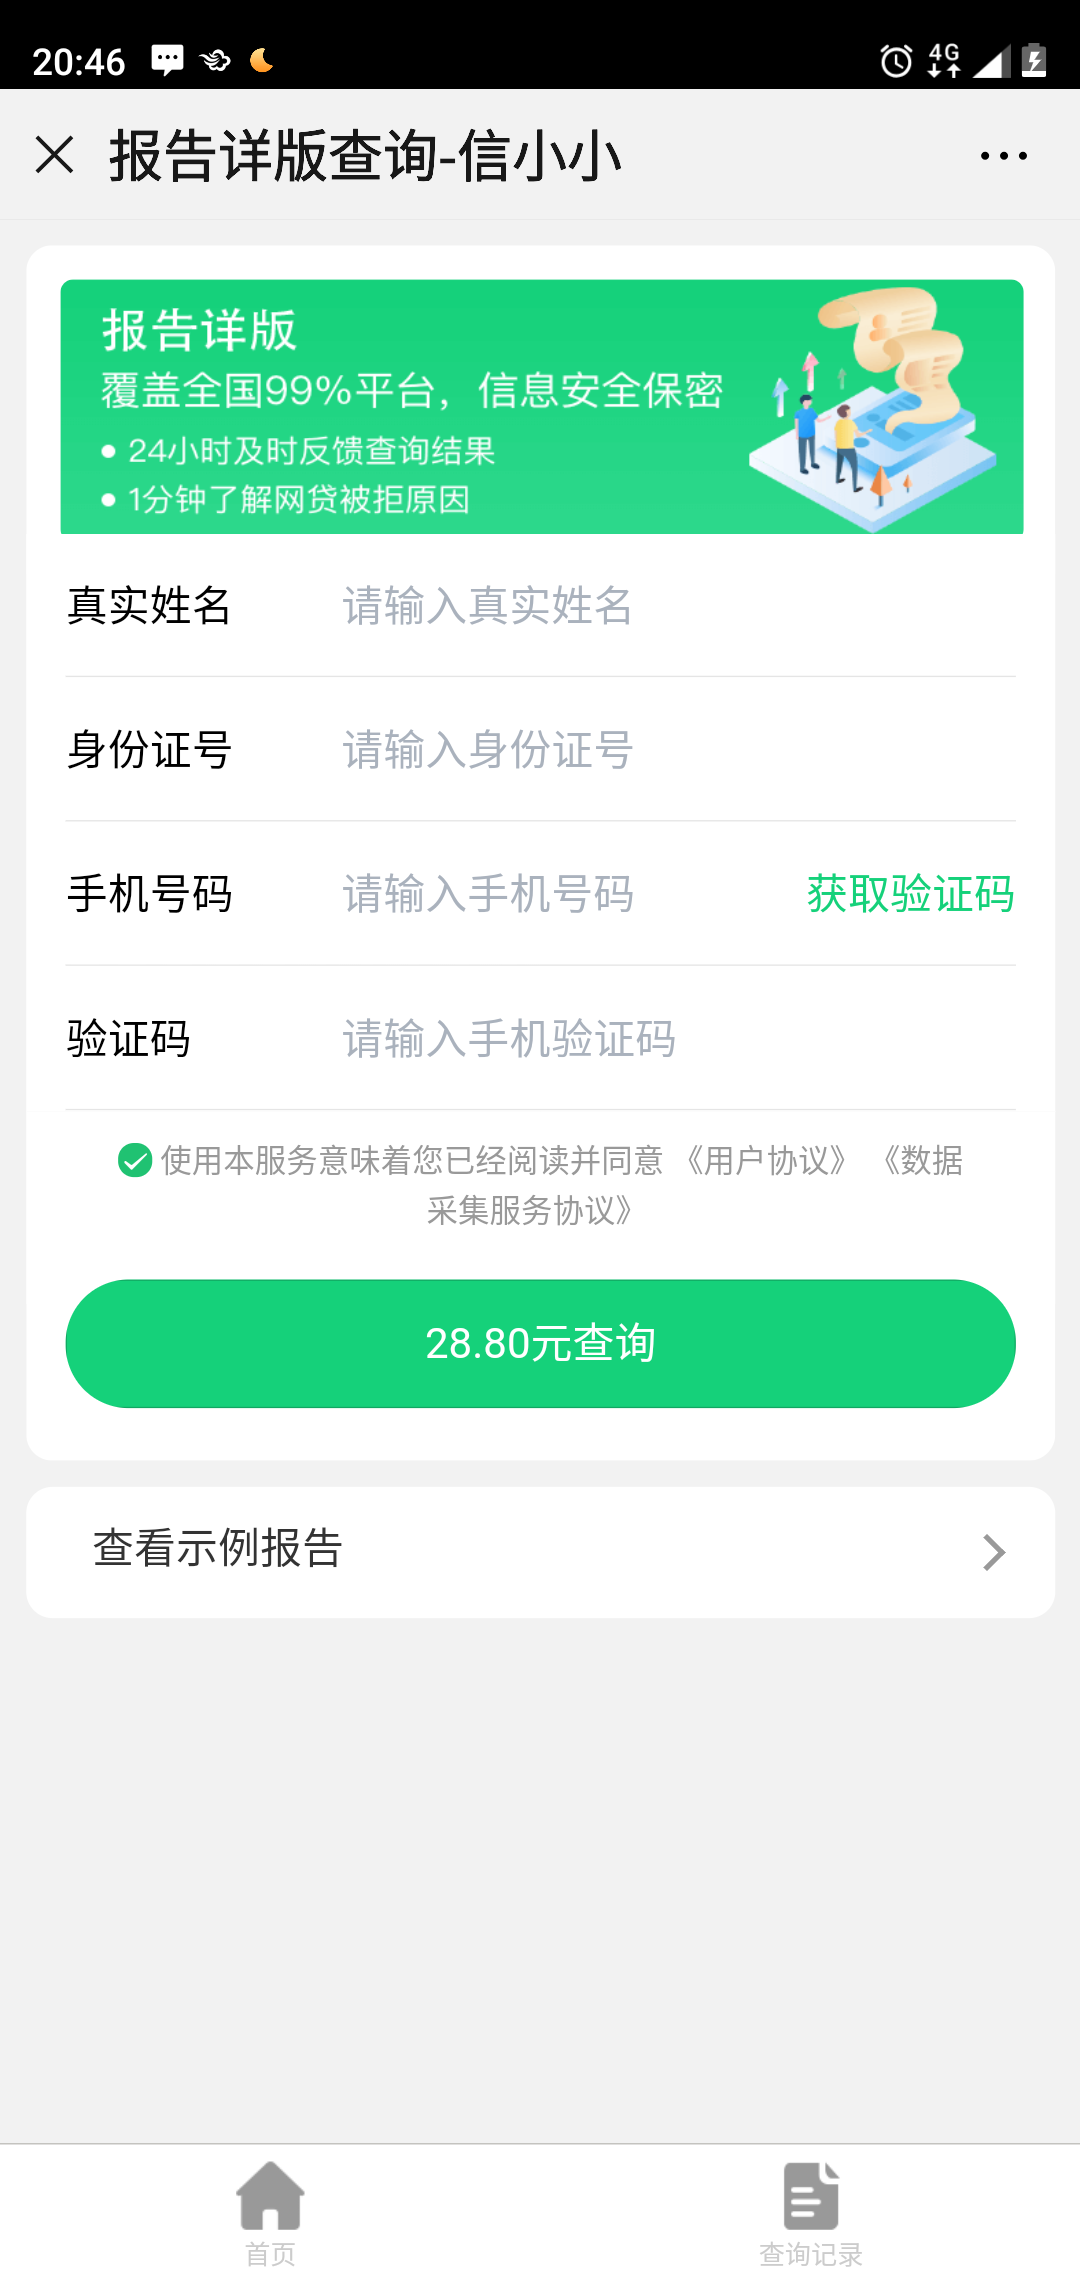 20:46
4G
报告详版查询-信小小
报告详版
覆盖全国99%平台，信息安全保密
24小时及时反馈查询结果
1分钟了解网贷被拒原因
真实姓名 请输入真实姓名
身份证号 请输入身份证号
手机号码 请输入手机号码 获取验证码
验证码 请输入手机验证码
使用本服务意味着您已经阅读并同意 《用户协议》 《数据
采集服务协议》
28.80元查询
查看示例报告
首页 查询记录